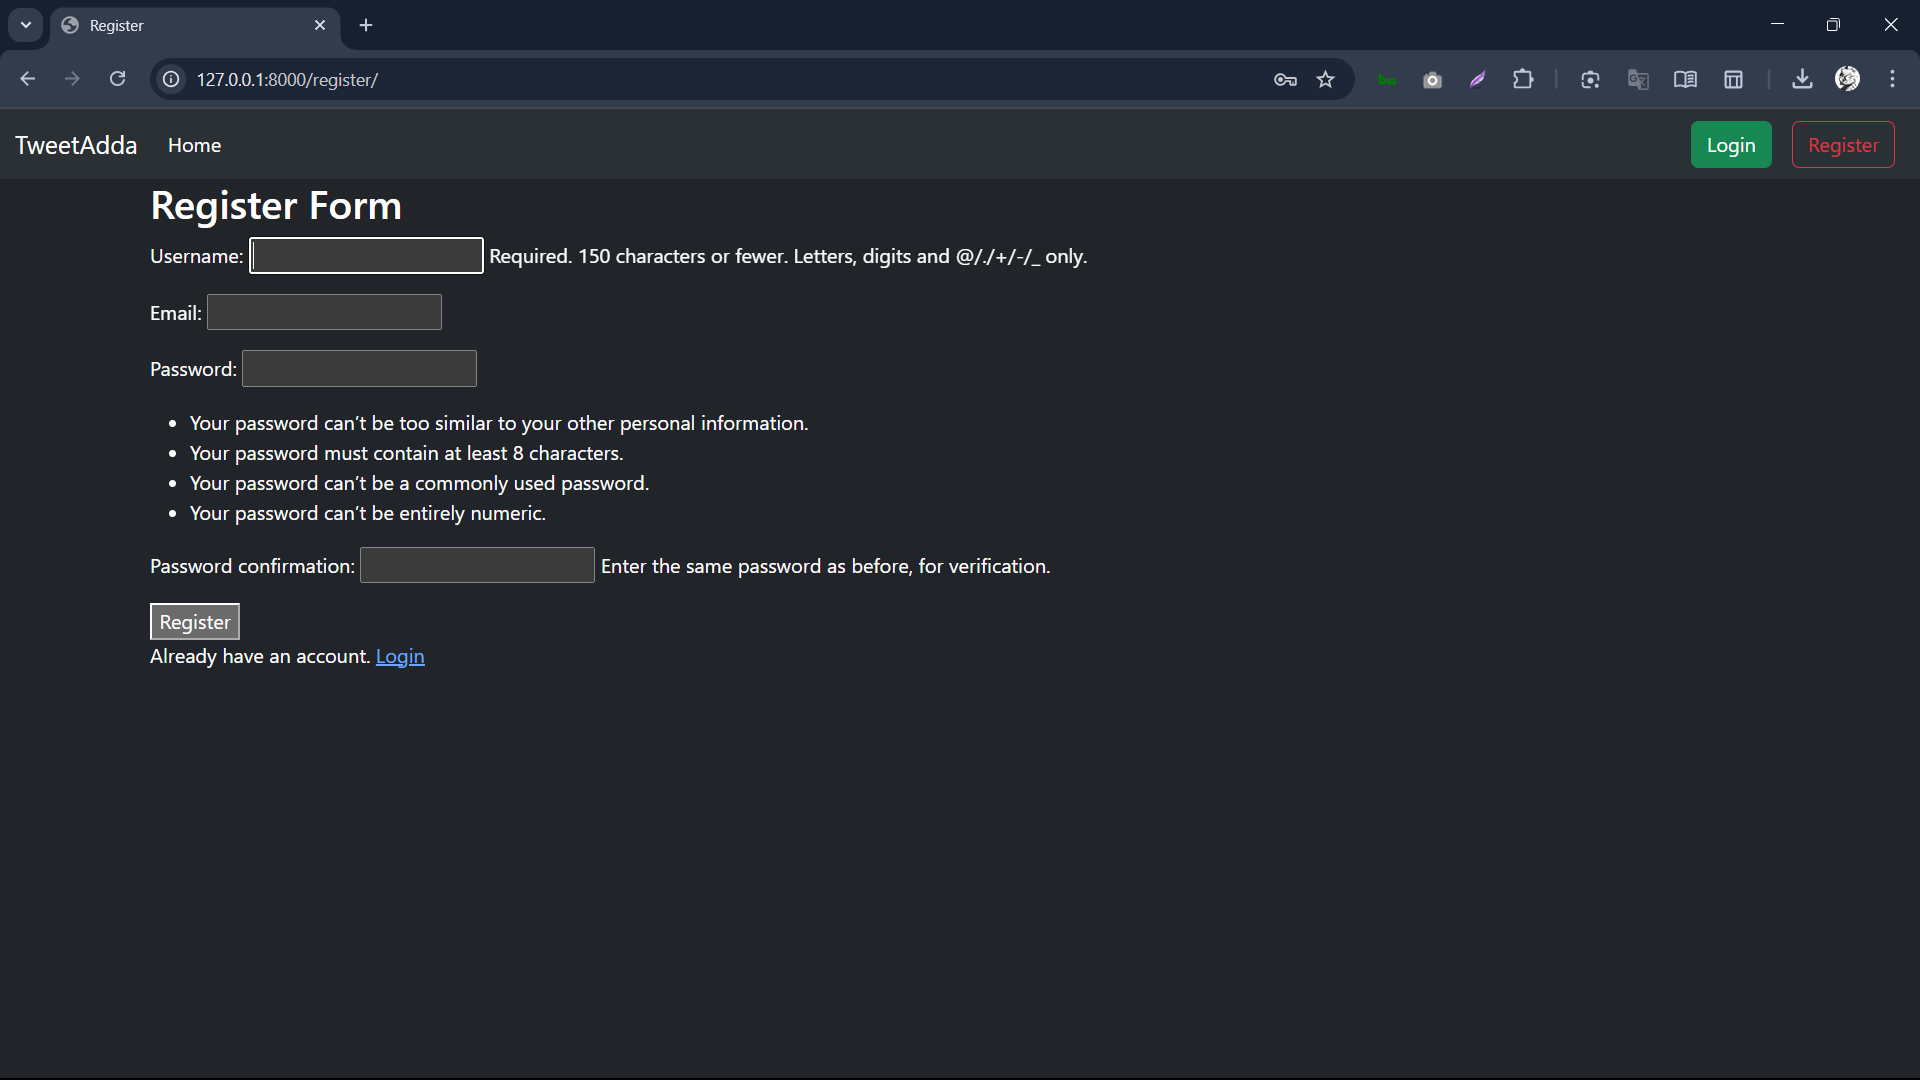 Register
127.0.0.1:8000/register/
bw
TweetAdda Home Login Register
Register Form
Username: Required. 150 characters or fewer. Letters, digits and @/./+/-/_ only.
Email:
Password:
• Your password can’t be too similar to your other personal information.
• Your password must contain at least 8 characters.
• Your password can’t be a commonly used password.
• Your password can’t be entirely numeric.
Password confirmation: Enter the same password as before, for verification.
Register
Already have an account. Login